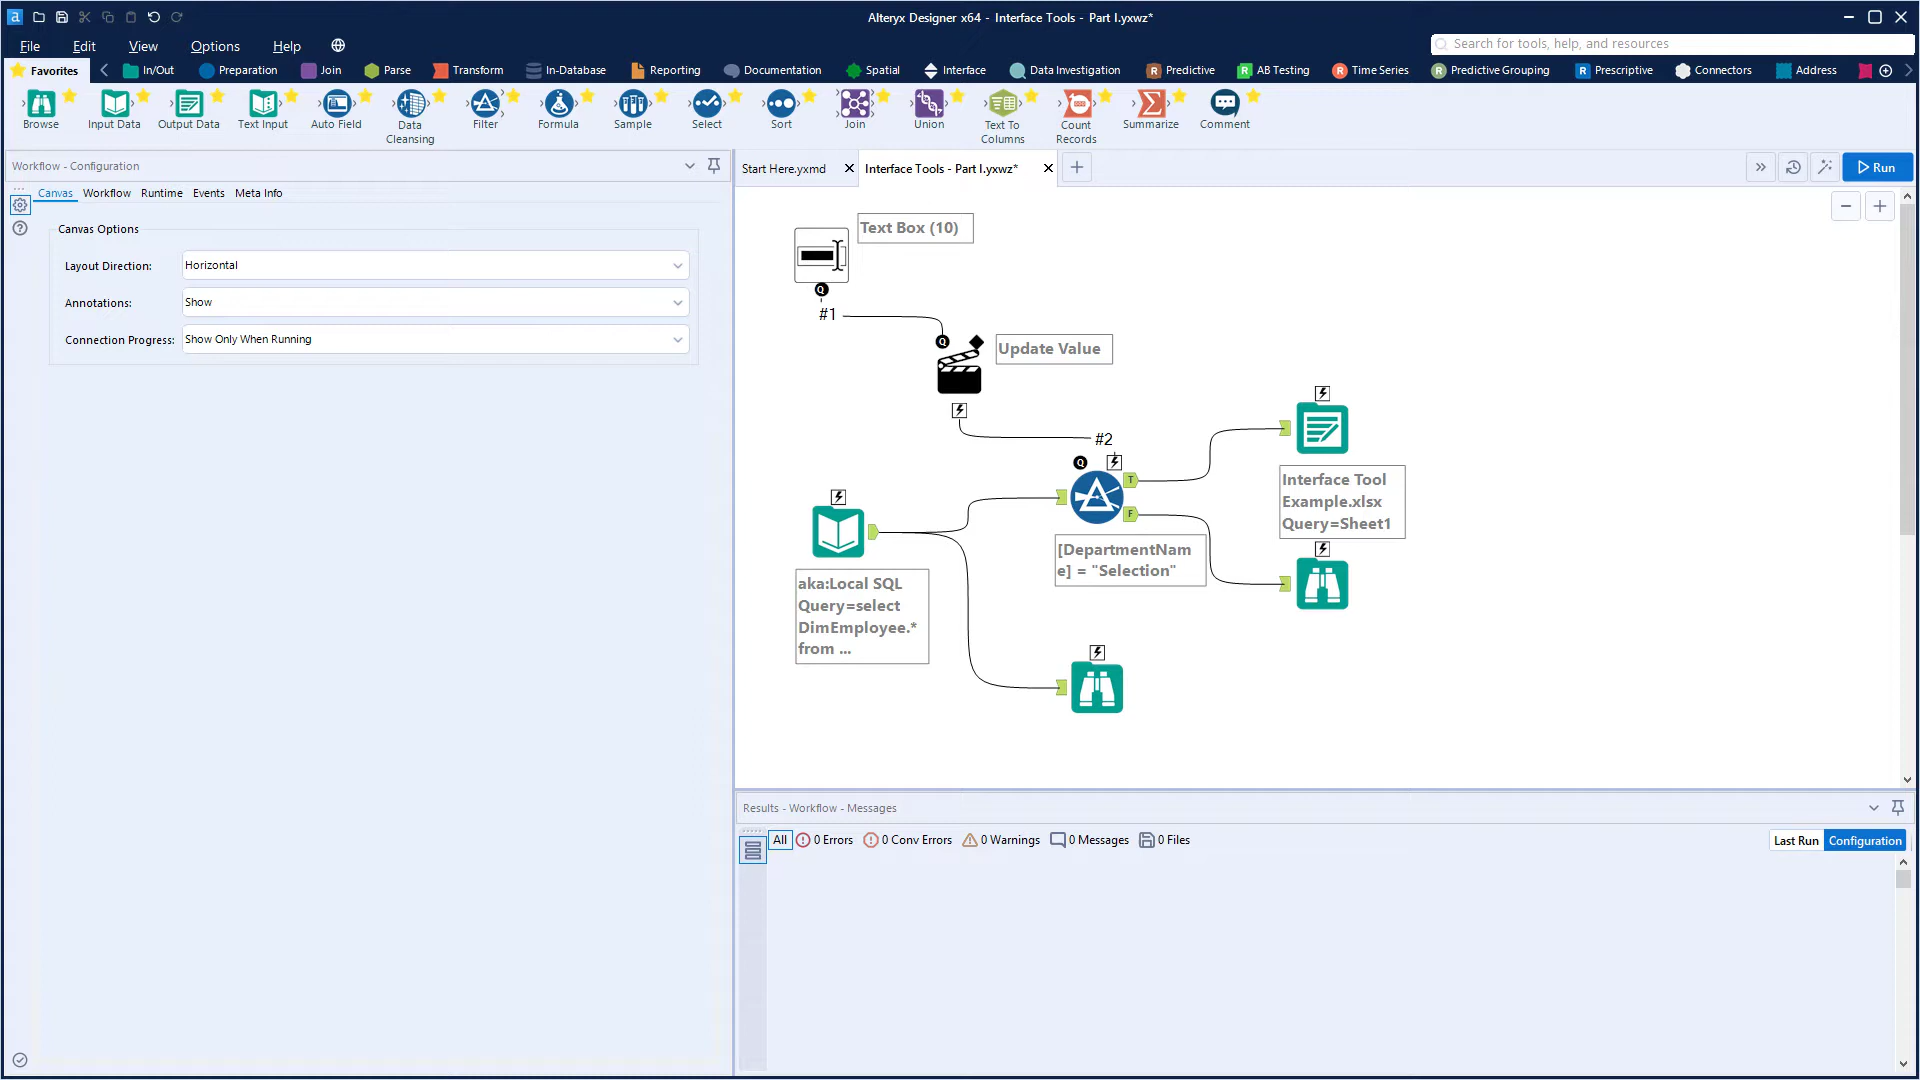 Alteryx Designer x64 - Interface Tools - Part I.yxwz*
File Edit View Options Help
Search for tools, help, and resources
Favorites In/Out Preparation Join Parse Transform In-Database Reporting Documentation Spatial Interface Data Investigation Predictive AB Testing Time Series Predictive Grouping Prescriptive Connectors Address
Browse Input Data Output Data Text Input Auto Field Data Cleansing Filter Formula Sample Select Sort Join Union Text To Columns Count Records Summarize Comment
Workflow - Configuration
Start Here.yxmd
Interface Tools - Part I.yxwz*
Run
Canvas Workflow Runtime Events Meta Info
Canvas Options
Layout Direction: Horizontal
Annotations: Show
Connection Progress: Show Only When Running
Text Box (10)
Q
#1
Q
Update Value
#2
Q
T
F
Interface Tool
Example.xlsx
Query=Sheet1
[DepartmentNam
e] = "Selection"
aka:Local SQL
Query=select
DimEmployee.*
from ...
Results - Workflow - Messages
All 0 Errors 0 Conv Errors 0 Warnings 0 Messages 0 Files
Last Run Configuration